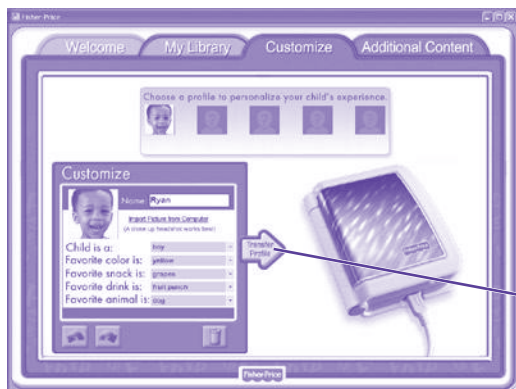 Fisher-Price
Welcome
My Library
Customize
Additional Content
Choose a profile to personalize your child's experience.
Customize
Name Ryan
Import Picture from Computer
(A close up headshot works best)
Child is a: boy
Favorite color is: yellow
Favorite snack is: grapes
Favorite drink is: fruit punch
Favorite animal is: dog
Transfer
Profile
Fisher-Price